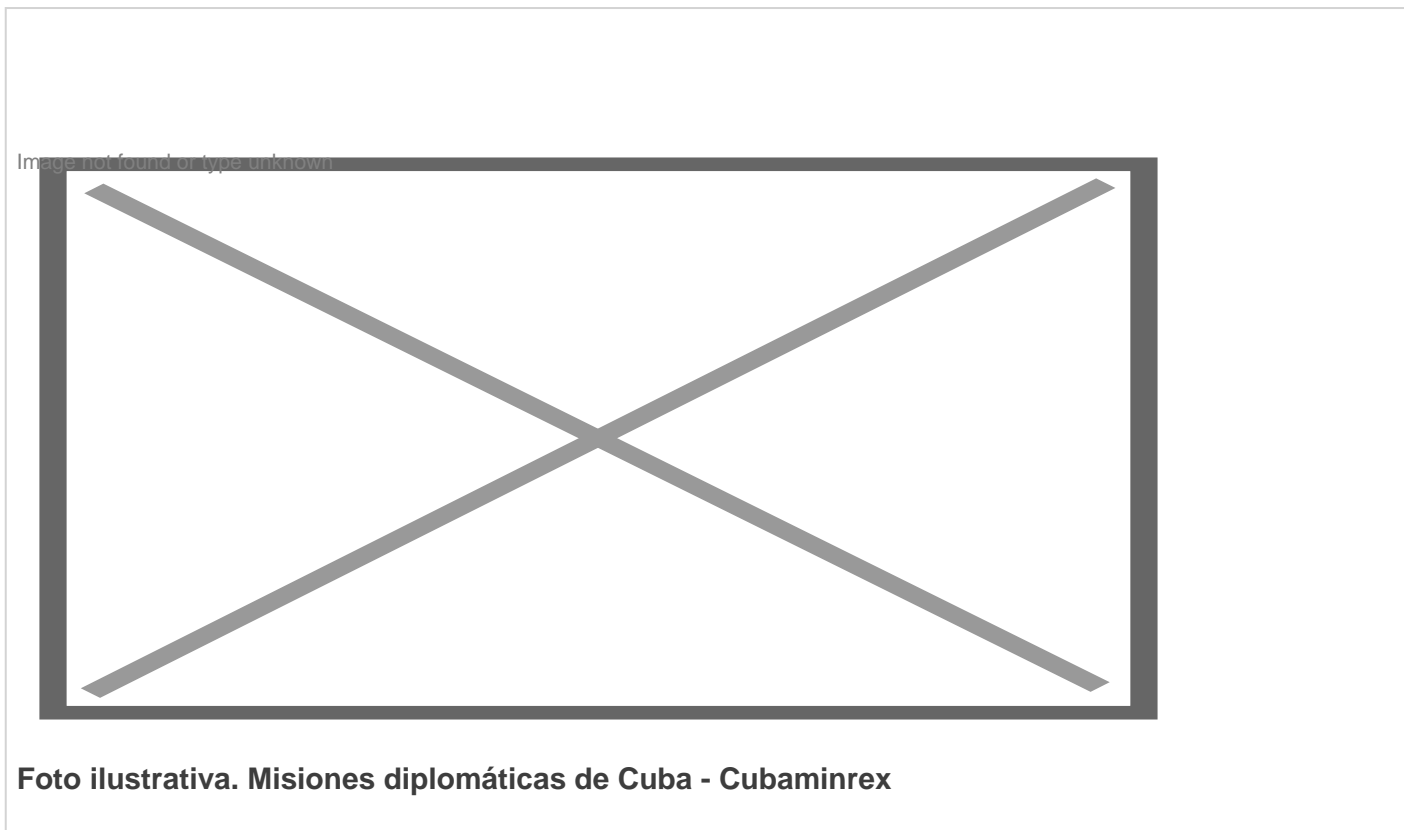 Image not found or type unknown
Foto ilustrativa. Misiones diplomáticas de Cuba - Cubaminrex